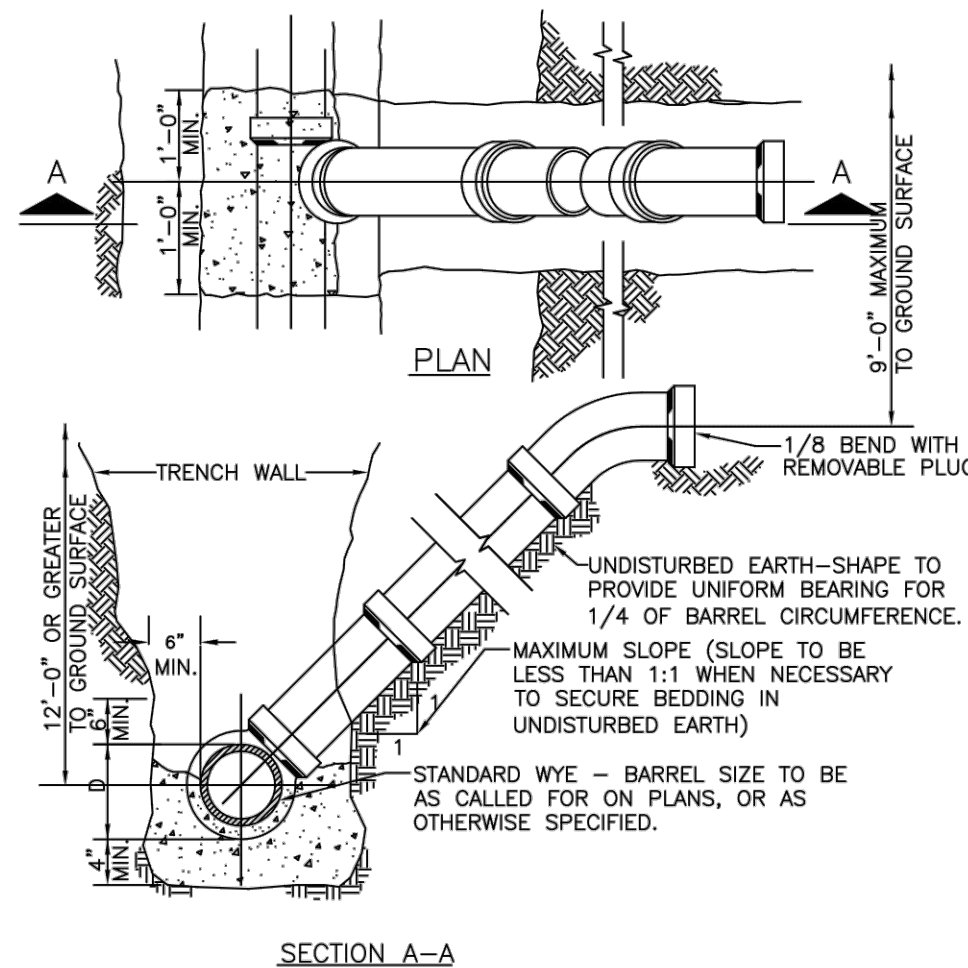 1'-0"
MIN.
1'-0"
MIN.
A
A
PLAN
9'-0" MAXIMUM
TO GROUND SURFACE
1/8 BEND WITH
REMOVABLE PLUG
TRENCH WALL
12'-0" OR GREATER
TO GROUND SURFACE
6"
MIN.
UNDISTURBED EARTH-SHAPE TO
PROVIDE UNIFORM BEARING FOR
1/4 OF BARREL CIRCUMFERENCE.
MAXIMUM SLOPE (SLOPE TO BE
LESS THAN 1:1 WHEN NECESSARY
TO SECURE BEDDING IN
UNDISTURBED EARTH)
1
1
6"
MIN.
D
4"
MIN.
STANDARD WYE – BARREL SIZE TO BE
AS CALLED FOR ON PLANS, OR AS
OTHERWISE SPECIFIED.
SECTION A-A